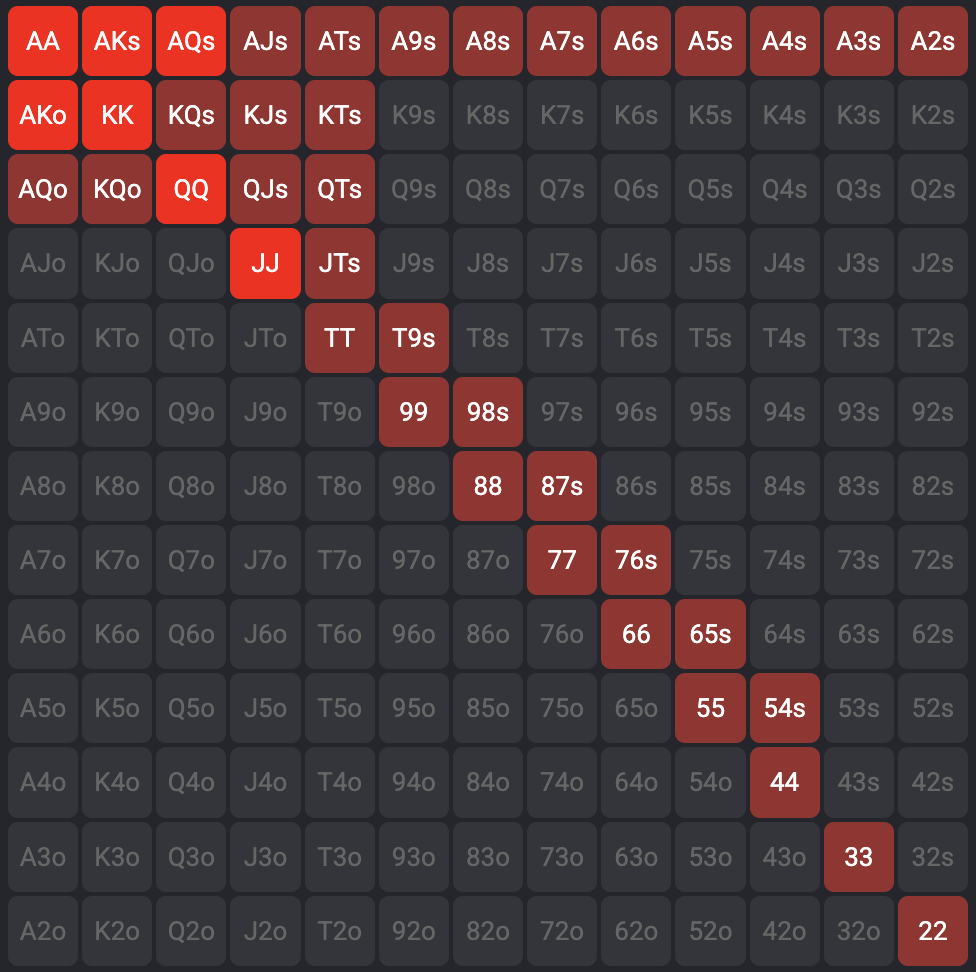 AA AKs AQs AJs ATs A9s A8s A7s A6s A5s A4s A3s A2s
AKo KK KQs KJs KTs K9s K8s K7s K6s K5s K4s K3s K2s
AQo KQo QQ QJs QTs Q9s Q8s Q7s Q6s Q5s Q4s Q3s Q2s
AJo KJo QJo JJ JTs J9s J8s J7s J6s J5s J4s J3s J2s
ATo KTo QTo JTo TT T9s T8s T7s T6s T5s T4s T3s T2s
A9o K9o Q9o J9o T9o 99 98s 97s 96s 95s 94s 93s 92s
A8o K8o Q8o J8o T8o 98o 88 87s 86s 85s 84s 83s 82s
A7o K7o Q7o J7o T7o 97o 87o 77 76s 75s 74s 73s 72s
A6o K6o Q6o J6o T6o 96o 86o 76o 66 65s 64s 63s 62s
A5o K5o Q5o J5o T5o 95o 85o 75o 65o 55 54s 53s 52s
A4o K4o Q4o J4o T4o 94o 84o 74o 64o 54o 44 43s 42s
A3o K3o Q3o J3o T3o 93o 83o 73o 63o 53o 43o 33 32s
A2o K2o Q2o J2o T2o 92o 82o 72o 62o 52o 42o 32o 22